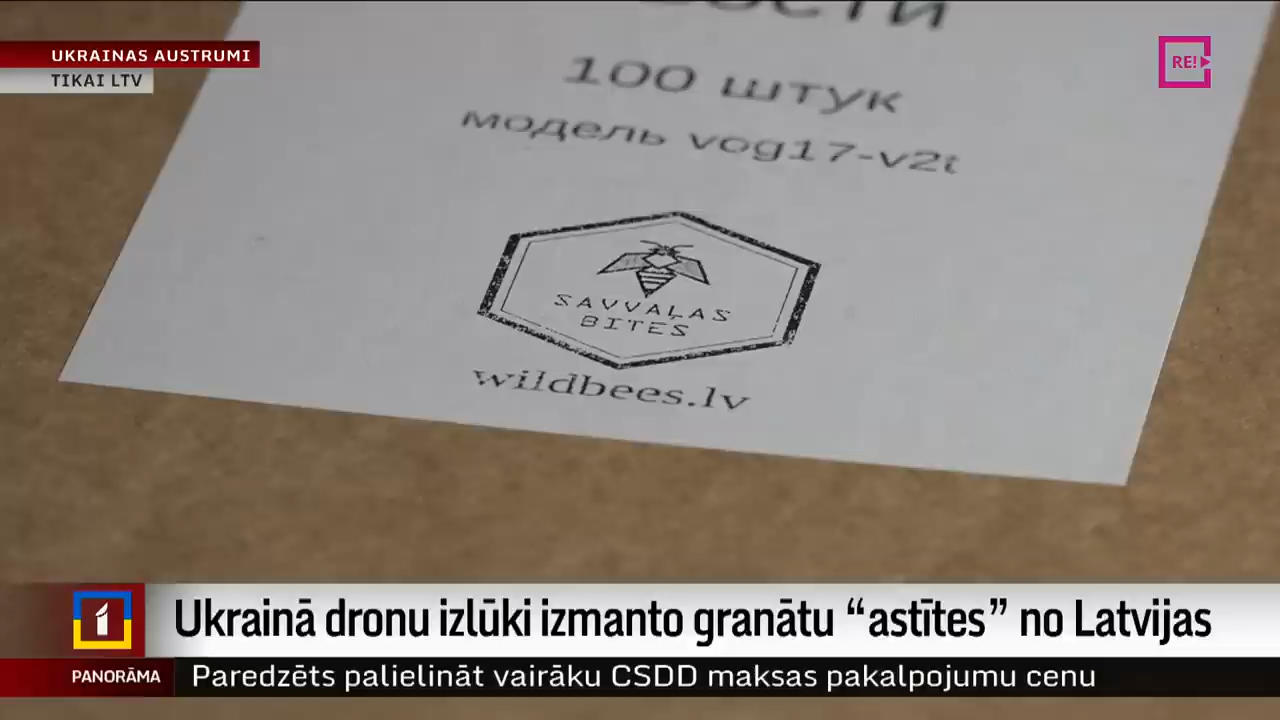 UKRAINAS AUSTRUMI
TIKAI LTV
RE!
100 штук
модель vog17-v2t
SAVVAĻAS
BITES
wildbees.lv
1
Ukrainā dronu izlūki izmanto granātu “astītes” no Latvijas
PANORĀMA
Paredzēts palielināt vairāku CSDD maksas pakalpojumu cenu